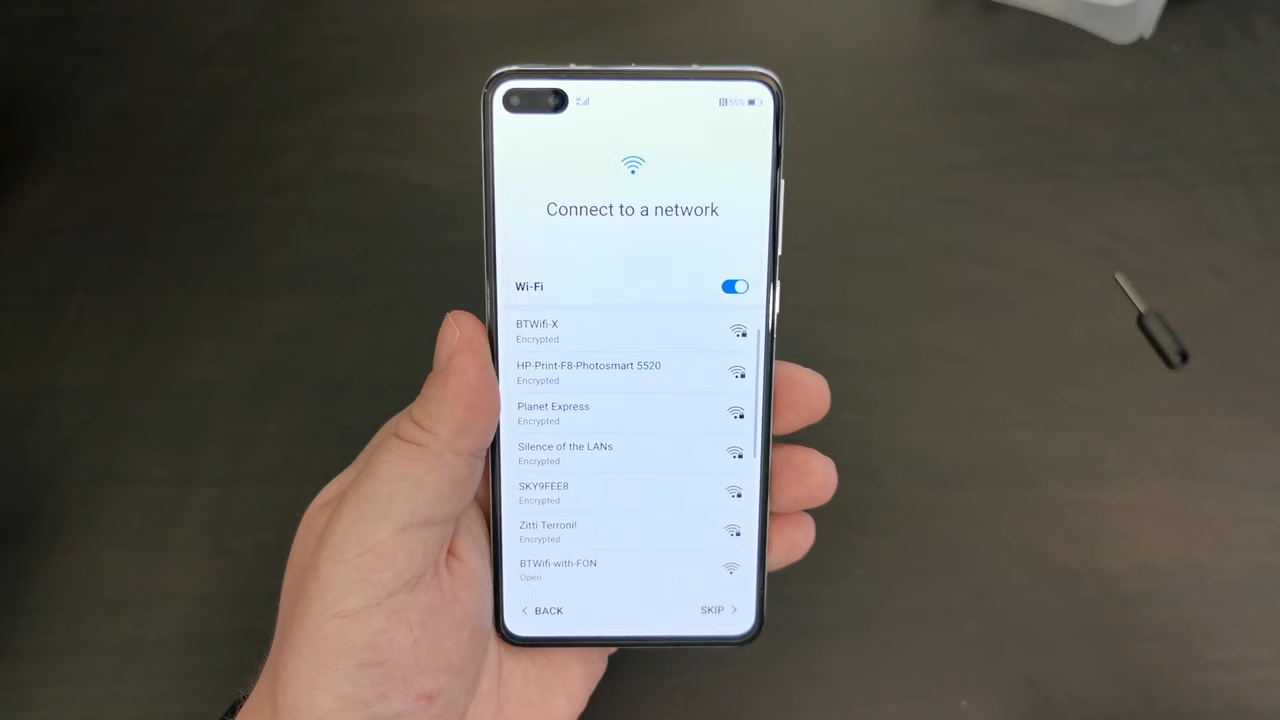 55%
Connect to a network
Wi-Fi
BTWifi-X
Encrypted
HP-Print-F8-Photosmart 5520
Encrypted
Planet Express
Encrypted
Silence of the LANs
Encrypted
SKY9FEE8
Encrypted
Zitti Terroni!
Encrypted
BTWifi-with-FON
Open
BACK
SKIP